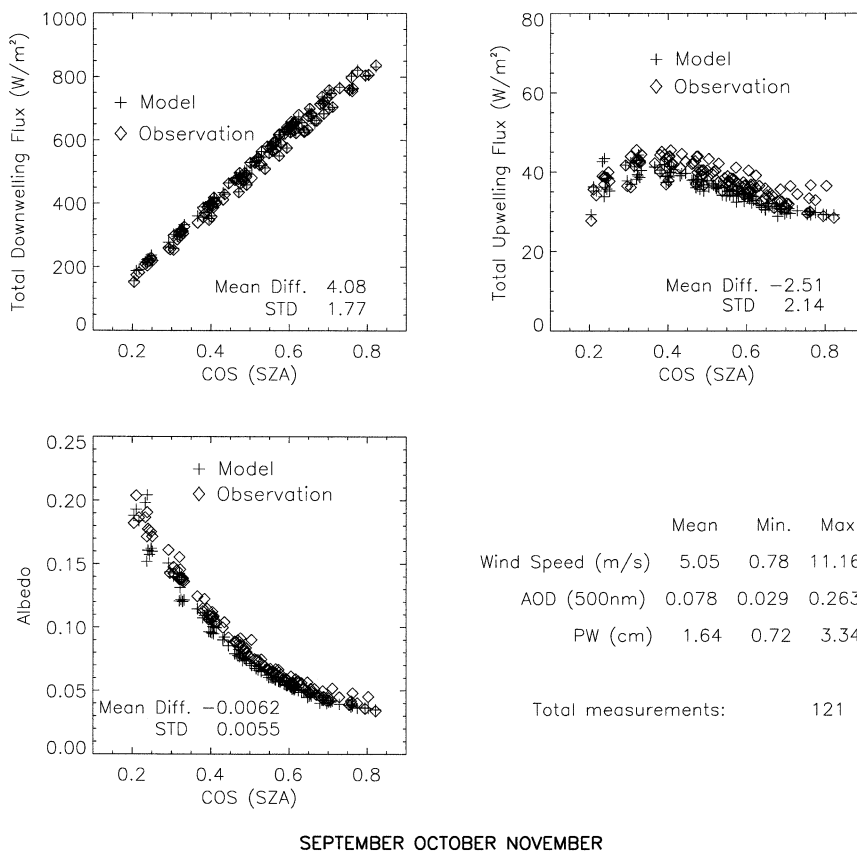 1000
800
600
400
200
0
Total Downwelling Flux (W/m²)
+ Model
◇ Observation
Mean Diff. 4.08
STD 1.77
0.2 0.4 0.6 0.8
COS (SZA)
80
60
40
20
0
Total Upwelling Flux (W/m²)
+ Model
◇ Observation
Mean Diff. −2.51
STD 2.14
0.2 0.4 0.6 0.8
COS (SZA)
0.25
0.20
0.15
0.10
0.05
0.00
Albedo
+ Model
◇ Observation
Mean Diff. −0.0062
STD 0.0055
0.2 0.4 0.6 0.8
COS (SZA)
Mean Min. Max
Wind Speed (m/s) 5.05 0.78 11.16
AOD (500nm) 0.078 0.029 0.263
PW (cm) 1.64 0.72 3.34
Total measurements: 121
SEPTEMBER OCTOBER NOVEMBER